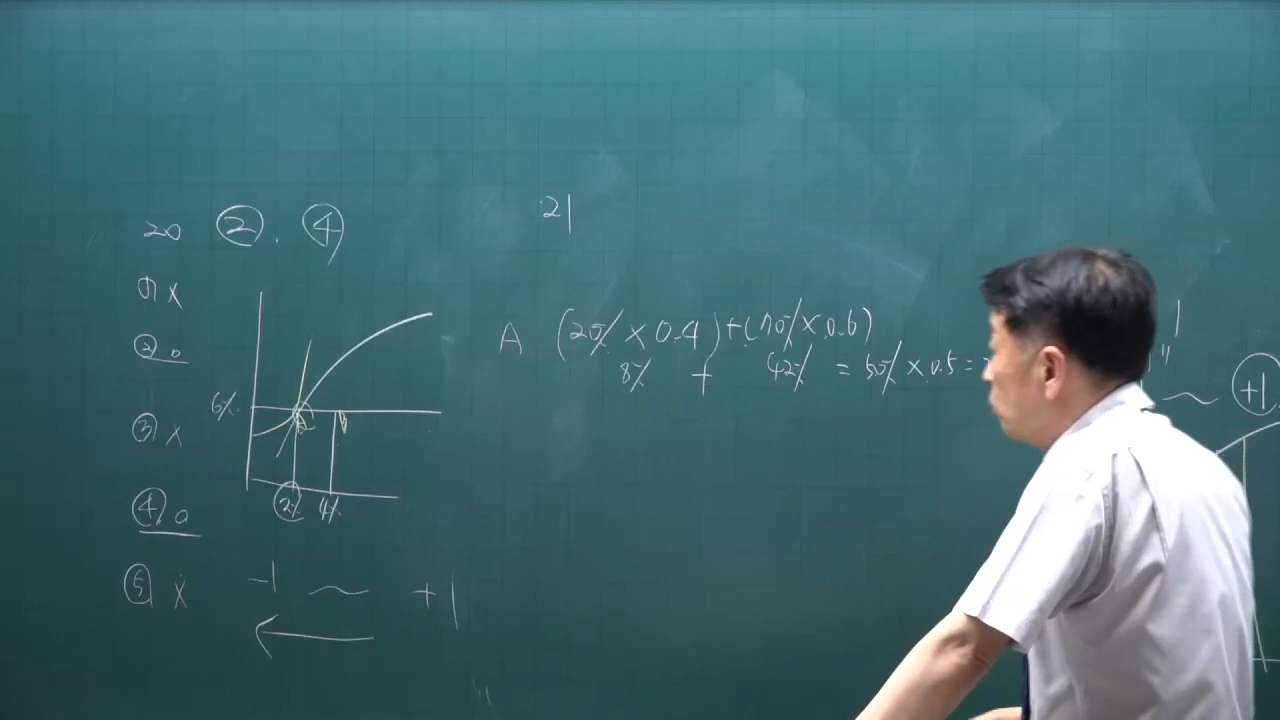 20 ②. ④
① X
② o
③ X
④ a
⑤ X
6%.
2% 4%
-1 ~ +1
21
A (20% × 0.4) + (70% × 0.6)
8% + 42% = 50% × 0.5 =
1
" ~ +1